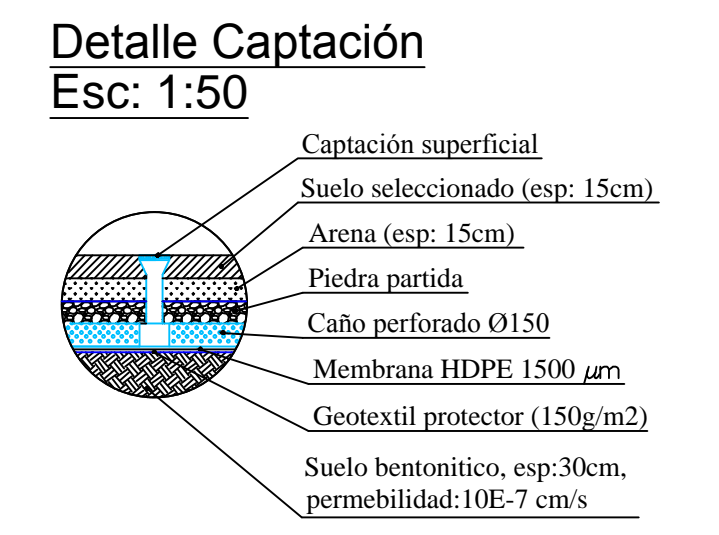 Detalle Captación
Esc: 1:50
Captación superficial
Suelo seleccionado (esp: 15cm)
Arena (esp: 15cm)
Piedra partida
Caño perforado Ø150
Membrana HDPE 1500 µm
Geotextil protector (150g/m2)
Suelo bentonitico, esp:30cm,
permebilidad:10E-7 cm/s